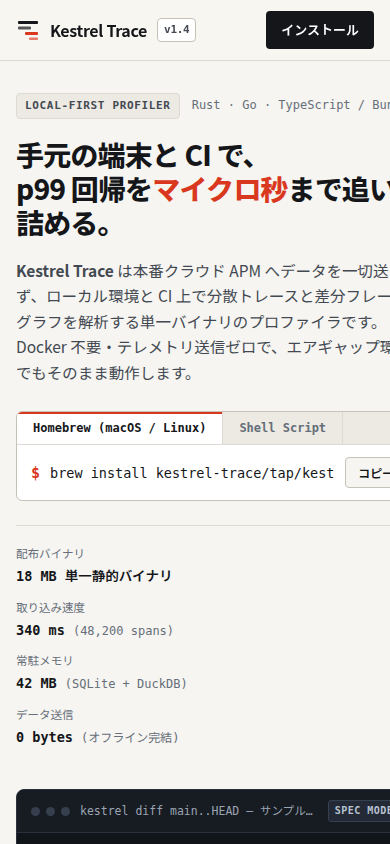 Kestrel Trace v1.4 インストール
LOCAL-FIRST PROFILER Rust · Go · TypeScript /
手元の端末と CI で、
p99 回帰をマイクロ秒まで追い
詰める。
Kestrel Trace は本番クラウド APM へデータを一切送
ず、ローカル環境と CI 上で分散トレースと差分フレー
グラフを解析する単一バイナリのプロファイラです。
Docker 不要・テレメトリ送信ゼロで、エアギャップ環
でもそのまま動作します。
Homebrew (macOS / Linux) Shell Script
$ brew install kestrel-trace/tap/kest コピー
配布バイナリ
18 MB 単一静的バイナリ
取り込み速度
340 ms (48,200 spans)
常駐メモリ
42 MB (SQLite + DuckDB)
データ送信
0 bytes (オフライン完結)
kestrel diff main..HEAD — サンプル… SPEC MODE